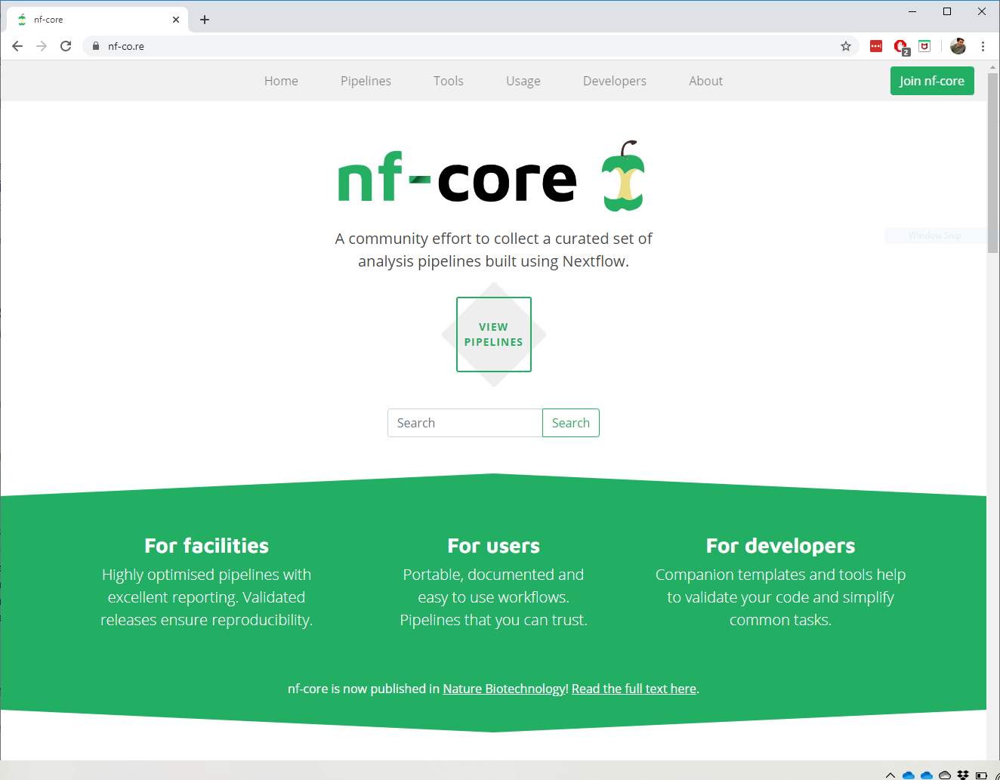 nf-core
nf-co.re
2
Home Pipelines Tools Usage Developers About Join nf-core
nf-core
A community effort to collect a curated set of
analysis pipelines built using Nextflow.
Window Snip
VIEW
PIPELINES
Search Search
For facilities
Highly optimised pipelines with
excellent reporting. Validated
releases ensure reproducibility.
For users
Portable, documented and
easy to use workflows.
Pipelines that you can trust.
For developers
Companion templates and tools help
to validate your code and simplify
common tasks.
nf-core is now published in Nature Biotechnology! Read the full text here.